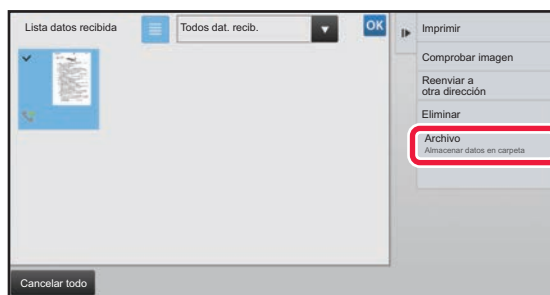 Lista datos recibida
Todos dat. recib.
OK
Imprimir
Comprobar imagen
Reenviar a
otra dirección
Eliminar
Archivo
Almacenar datos en carpeta
Cancelar todo